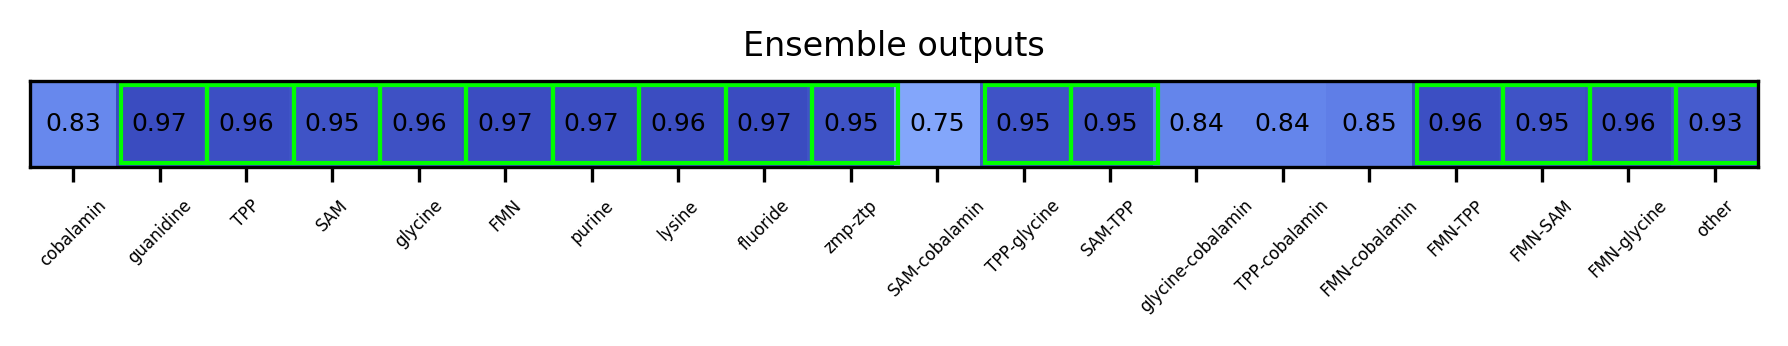 Ensemble outputs
0.83 0.97 0.96 0.95 0.96 0.97 0.97 0.96 0.97 0.95 0.75 0.95 0.95 0.84 0.84 0.85 0.96 0.95 0.96 0.93
cobalamin guanidine TPP SAM glycine FMN purine lysine fluoride zmp-ztp SAM-cobalamin TPP-glycine SAM-TPP glycine-cobalamin TPP-cobalamin FMN-cobalamin FMN-TPP FMN-SAM FMN-glycine other